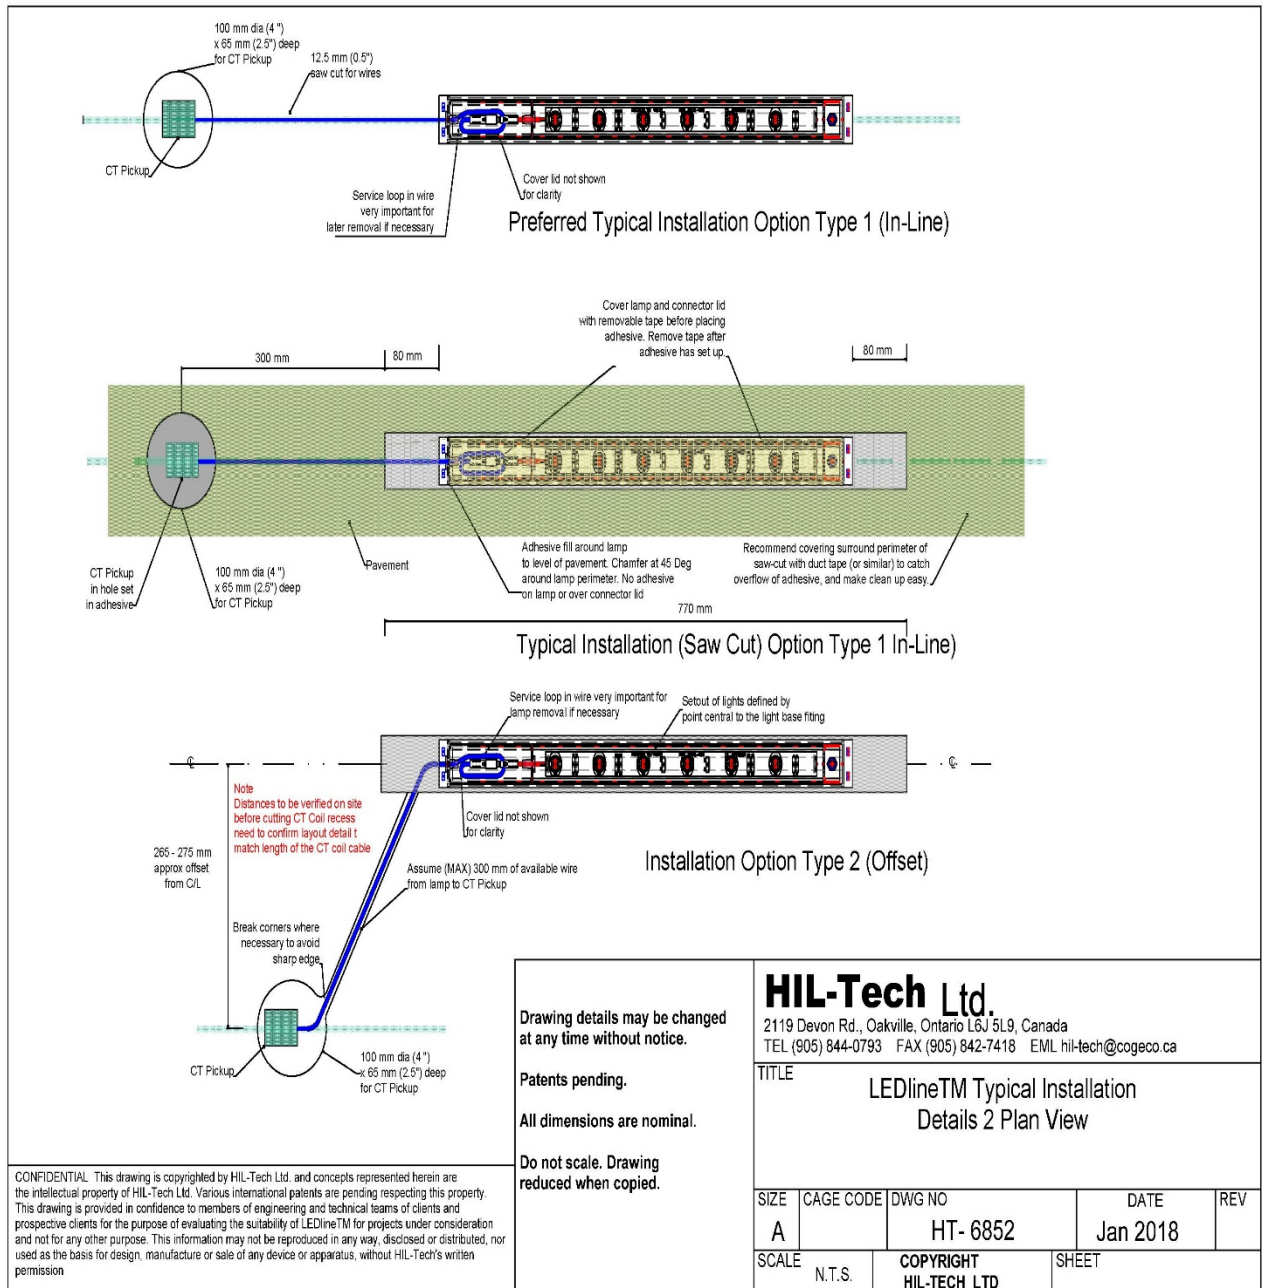 100 mm dia (4 ")
x 65 mm (2.5") deep
for CT Pickup
12.5 mm (0.5")
saw cut for wires
CT Pickup
Service loop in wire
very important for
later removal if necessary
Cover lid not shown
for clarity
Preferred Typical Installation Option Type 1 (In-Line)
Cover lamp and connector lid
with removable tape before placing
adhesive. Remove tape after
adhesive has set up.
300 mm
80 mm
80 mm
CT Pickup
in hole set
in adhesive
100 mm dia (4 ")
x 65 mm (2.5") deep
for CT Pickup
Pavement
Adhesive fill around lamp
to level of pavement. Chamfer at 45 Deg
around lamp perimeter. No adhesive
on lamp or over connector lid
Recommend covering surround perimeter of
saw-cut with duct tape (or similar) to catch
overflow of adhesive, and make clean up easy.
770 mm
Typical Installation (Saw Cut) Option Type 1 In-Line)
Service loop in wire very important for
lamp removal if necessary
Setout of lights defined by
point central to the light base fiting
℄
℄
Note
Distances to be verified on site
before cutting CT Coil recess
need to confirm layout detail t
match length of the CT coil cable
265 - 275 mm
approx offset
from C/L
Cover lid not shown
for clarity
Assume (MAX) 300 mm of available wire
from lamp to CT Pickup
Installation Option Type 2 (Offset)
Break corners where
necessary to avoid
sharp edge
CT Pickup
100 mm dia (4 ")
x 65 mm (2.5") deep
for CT Pickup
Drawing details may be changed
at any time without notice.
Patents pending.
All dimensions are nominal.
Do not scale. Drawing
reduced when copied.
HIL-Tech Ltd.
2119 Devon Rd., Oakville, Ontario L6J 5L9, Canada
TEL (905) 844-0793 FAX (905) 842-7418 EML hil-tech@cogeco.ca
TITLE
LEDlineTM Typical Installation
Details 2 Plan View
SIZE CAGE CODE DWG NO DATE REV
A HT- 6852 Jan 2018
SCALE N.T.S. COPYRIGHT SHEET
HIL-TECH LTD
CONFIDENTIAL This drawing is copyrighted by HIL-Tech Ltd. and concepts represented herein are
the intellectual property of HIL-Tech Ltd. Various international patents are pending respecting this property.
This drawing is provided in confidence to members of engineering and technical teams of clients and
prospective clients for the purpose of evaluating the suitability of LEDlineTM for projects under consideration
and not for any other purpose. This information may not be reproduced in any way, disclosed or distributed, nor
used as the basis for design, manufacture or sale of any device or apparatus, without HIL-Tech's written
permission